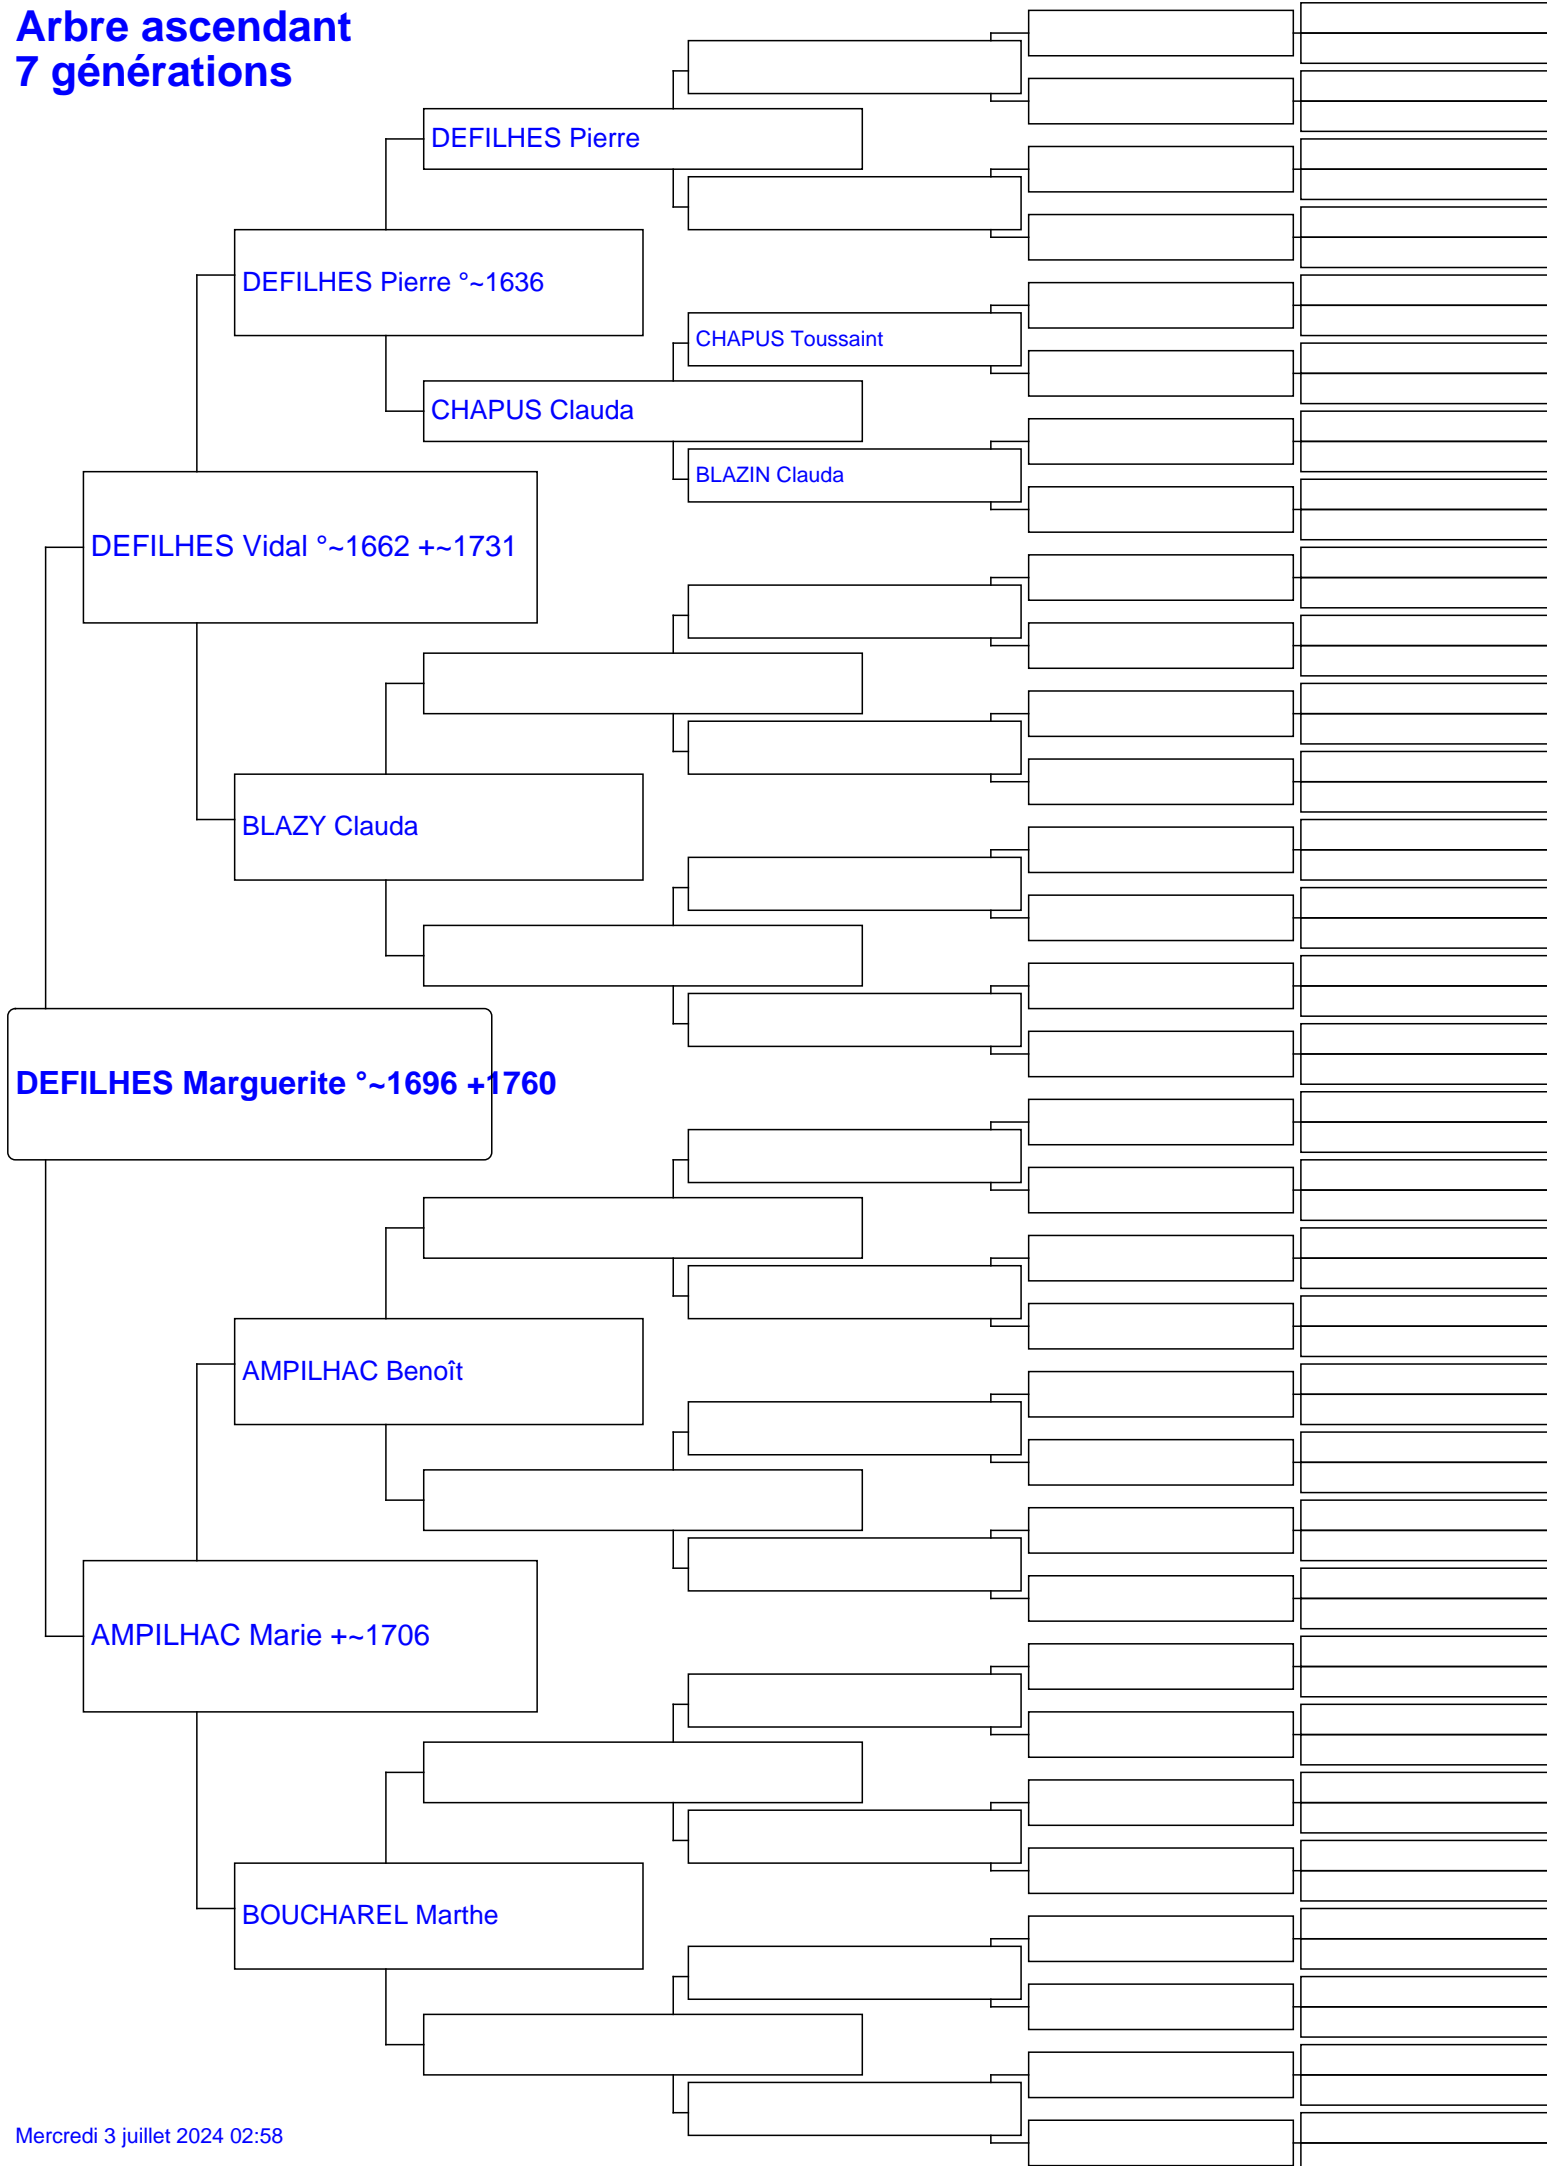 Arbre ascendant
7 générations
DEFILHES Pierre
DEFILHES Pierre °~1636
CHAPUS Toussaint
CHAPUS Clauda
BLAZIN Clauda
DEFILHES Vidal °~1662 +~1731
BLAZY Clauda
DEFILHES Marguerite °~1696 +1760
AMPILHAC Benoît
AMPILHAC Marie +~1706
BOUCHAREL Marthe
Mercredi 3 juillet 2024 02:58